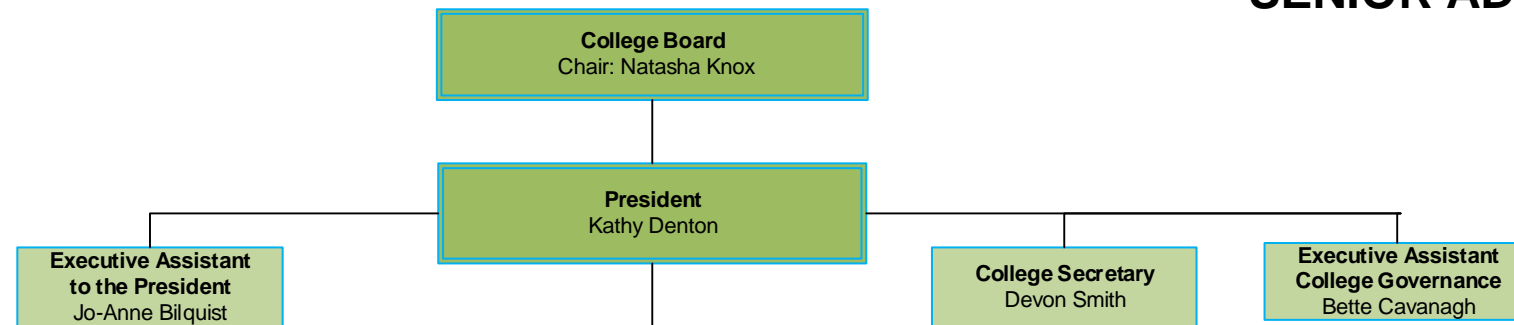 SENIOR AD
College Board
Chair: Natasha Knox
President
Kathy Denton
Executive Assistant
to the President
Jo-Anne Bilquist
College Secretary
Devon Smith
Executive Assistant
College Governance
Bette Cavanagh